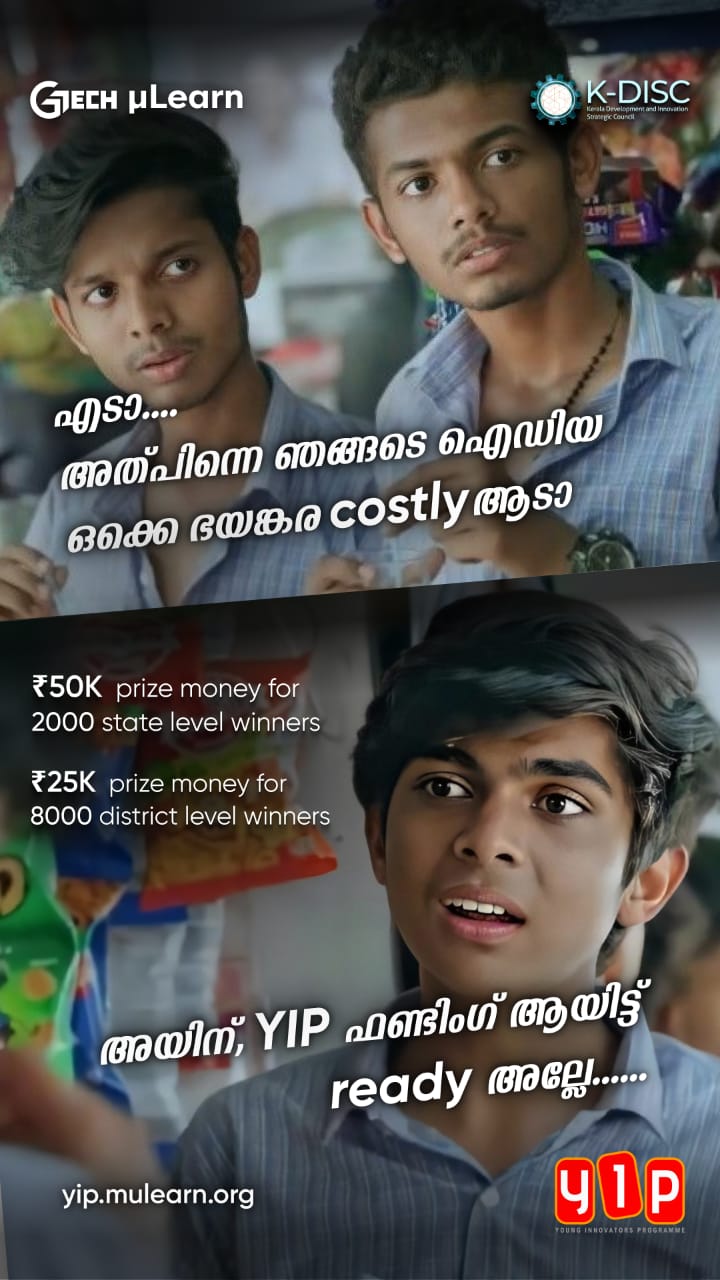 GTECH µLearn
K-DISC
Kerala Development and Innovation
Strategic Council
എടാ....
അത്പിന്നെ ഞങ്ങടെ ഐഡിയ
ഒക്കെ ഭയങ്കര costly ആടാ
₹50K prize money for
2000 state level winners
₹25K prize money for
8000 district level winners
അയിന്, YIP ഫണ്ടിംഗ് ആയിട്ട്
ready അല്ലേ......
yip.mulearn.org
yip
YOUNG INNOVATORS PROGRAMME